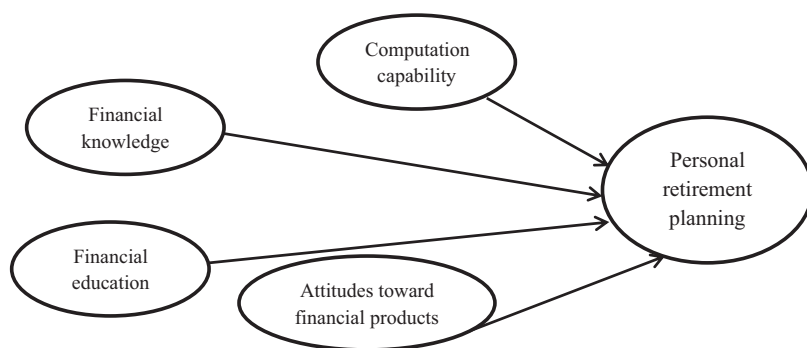 Computation
capability
Financial
knowledge
Personal
retirement
planning
Financial
education
Attitudes toward
financial products